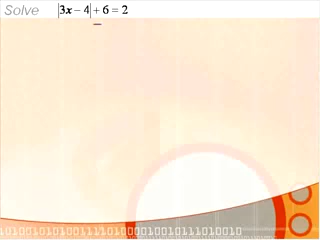 Solve |3x − 4| + 6 = 2